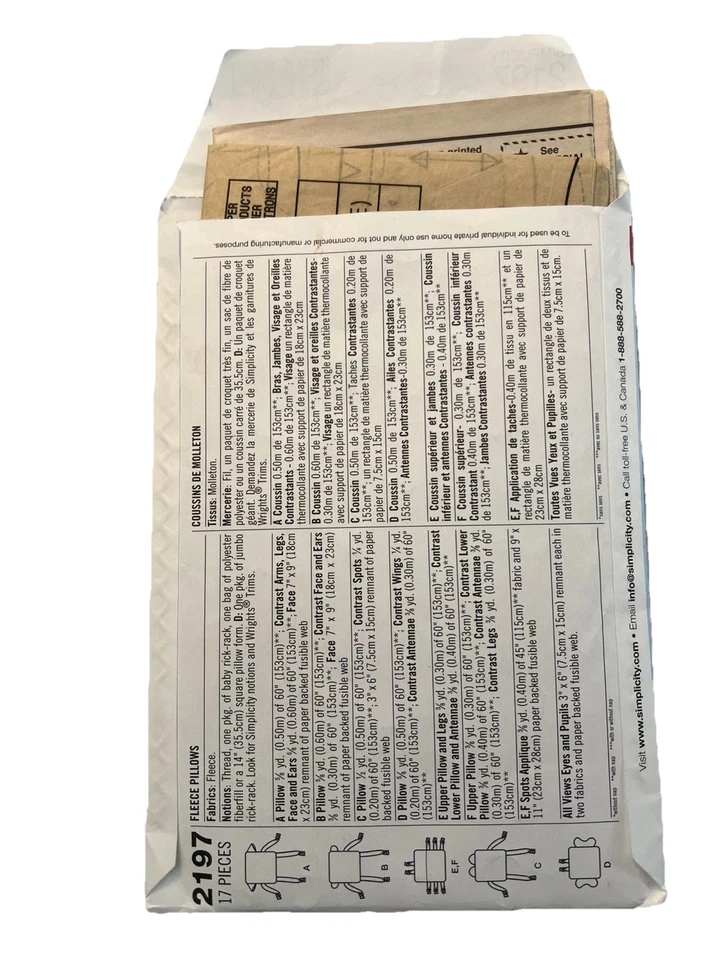 2197
17 PIECES
A
B
E,F
C
D
FLEECE PILLOWS
Fabrics: Fleece.
Notions: Thread, one pkg. of baby rick-rack, one bag of polyester
fiberfill or a 14" (35.5cm) square pillow form. D: One pkg. of jumbo
rick-rack. Look for Simplicity notions and Wrights® Trims.
A Pillow ½ yd. (0.50m) of 60" (153cm)**; Contrast Arms, Legs,
Face and Ears ⅝ yd. (0.60m) of 60" (153cm)**; Face 7" x 9" (18cm
x 23cm) remnant of paper backed fusible web
B Pillow ⅝ yd. (0.60m) of 60" (153cm)**; Contrast Face and Ears
⅜ yd. (0.30m) of 60" (153cm)**; Face 7" x 9" (18cm x 23cm)
remnant of paper backed fusible web
C Pillow ½ yd. (0.50m) of 60" (153cm)**; Contrast Spots ¼ yd.
(0.20m) of 60" (153cm)**; 3" x 6" (7.5cm x 15cm) remnant of paper
backed fusible web
D Pillow ½ yd. (0.50m) of 60" (153cm)**; Contrast Wings ¼ yd.
(0.20m) of 60" (153cm)**; Contrast Antennae ⅜ yd. (0.30m) of 60"
(153cm)**
E Upper Pillow and Legs ⅜ yd. (0.30m) of 60" (153cm)**; Contrast
Lower Pillow and Antennae ⅜ yd. (0.40m) of 60" (153cm)**
F Upper Pillow ⅜ yd. (0.30m) of 60" (153cm)**; Contrast Lower
Pillow ⅜ yd. (0.40m) of 60" (153cm)**; Contrast Antennae ⅜ yd.
(0.30m) of 60" (153cm)**; Contrast Legs ⅜ yd. (0.30m) of 60"
(153cm)**
E,F Spots Applique ⅜ yd. (0.40m) of 45" (115cm)** fabric and 9" x
11" (23cm x 28cm) paper backed fusible web
All Views Eyes and Pupils 3" x 6" (7.5cm x 15cm) remnant each in
two fabrics and paper backed fusible web.
*without nap **with nap ***with or without nap
COUSSINS DE MOLLETON
Tissus: Molleton.
Mercerie: Fil, un paquet de croquet très fin, un sac de fibre de
polyester ou un coussin carré de 35.5cm. D: Un paquet de croquet
géant. Demandez la mercerie de Simplicity et les garnitures de
Wrights® Trims.
A Coussin 0.50m de 153cm**; Bras, Jambes, Visage et Oreilles
Contrastants - 0.60m de 153cm**; Visage un rectangle de matière
thermocollante avec support de papier de 18cm x 23cm
B Coussin 0.60m de 153cm**; Visage et oreilles Contrastantes-
0.30m de 153cm**; Visage un rectangle de matière thermocollante
avec support de papier de 18cm x 23cm
C Coussin 0.50m de 153cm**; Taches Contrastantes 0.20m de
153cm**; un rectangle de matière thermocollante avec support de
papier de 7.5cm x 15cm
D Coussin 0.50m de 153cm**; Ailes Contrastantes 0.20m de
153cm**; Antennes Contrastantes-0.30m de 153cm**
E Coussin supérieur et jambes 0.30m de 153cm**; Coussin
inférieur et antennes Contrastantes - 0.40m de 153cm**
F Coussin supérieur- 0.30m de 153cm**; Coussin inférieur
Contrastant 0.40m de 153cm**; Antennes contrastantes 0.30m
de 153cm**; Jambes Contrastantes 0.30m de 153cm**
E,F Application de taches-0.40m de tissu en 115cm** et un
rectangle de matière thermocollante avec support de papier de
23cm x 28cm
Toutes Vues Yeux et Pupilles- un rectangle de deux tissus et de
matière thermocollante avec support de papier de 7.5cm x 15cm.
*sans sens **avec sens ***avec ou sans sens
Visit www.simplicity.com • Email info@simplicity.com • Call toll-free U.S. & Canada 1-888-588-2700
To be used for individual private home use only and not for commercial or manufacturing purposes.
printed
See
2197